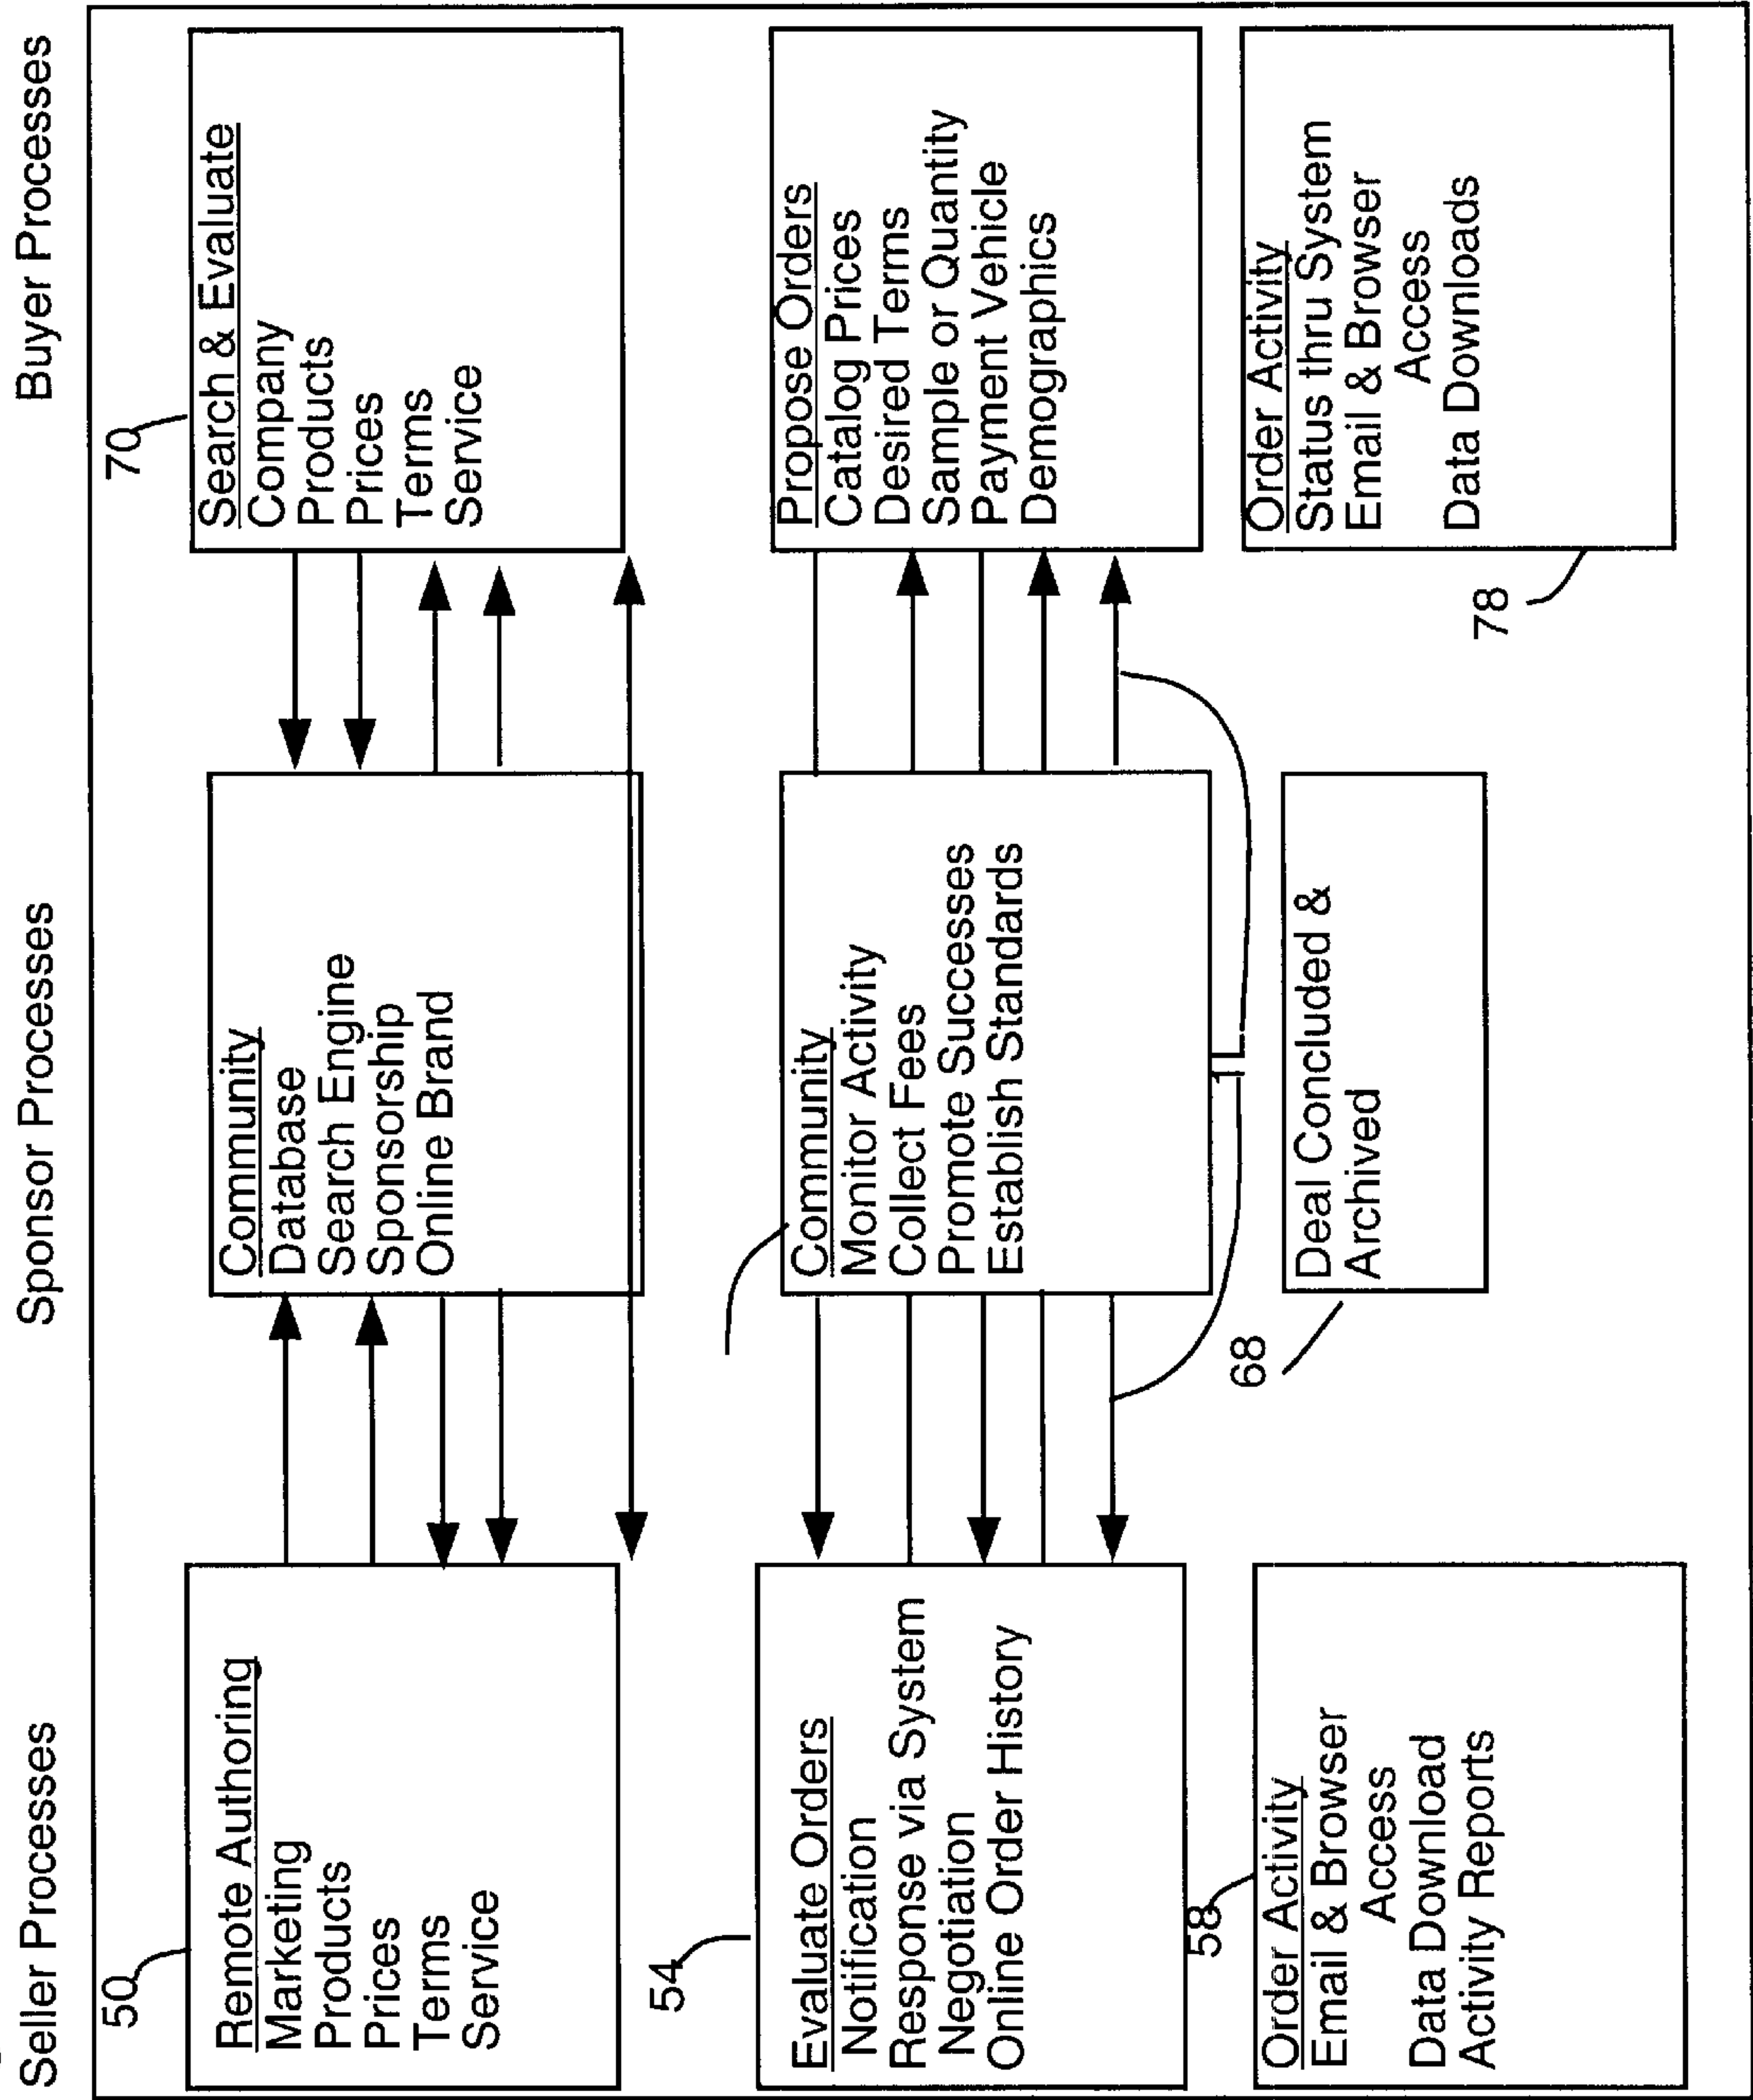 Seller Processes
Sponsor Processes
Buyer Processes
50
70
Remote Authoring
Marketing
Products
Prices
Terms
Service
Community
Database
Search Engine
Sponsorship
Online Brand
Search & Evaluate
Company
Products
Prices
Terms
Service
54
Evaluate Orders
Notification
Response via System
Negotiation
Online Order History
Community
Monitor Activity
Collect Fees
Promote Successes
Establish Standards
Propose Orders
Catalog Prices
Desired Terms
Sample or Quantity
Payment Vehicle
Demographics
58
Order Activity
Email & Browser
Access
Data Download
Activity Reports
68
Deal Concluded &
Archived
78
Order Activity
Status thru System
Email & Browser
Access
Data Downloads